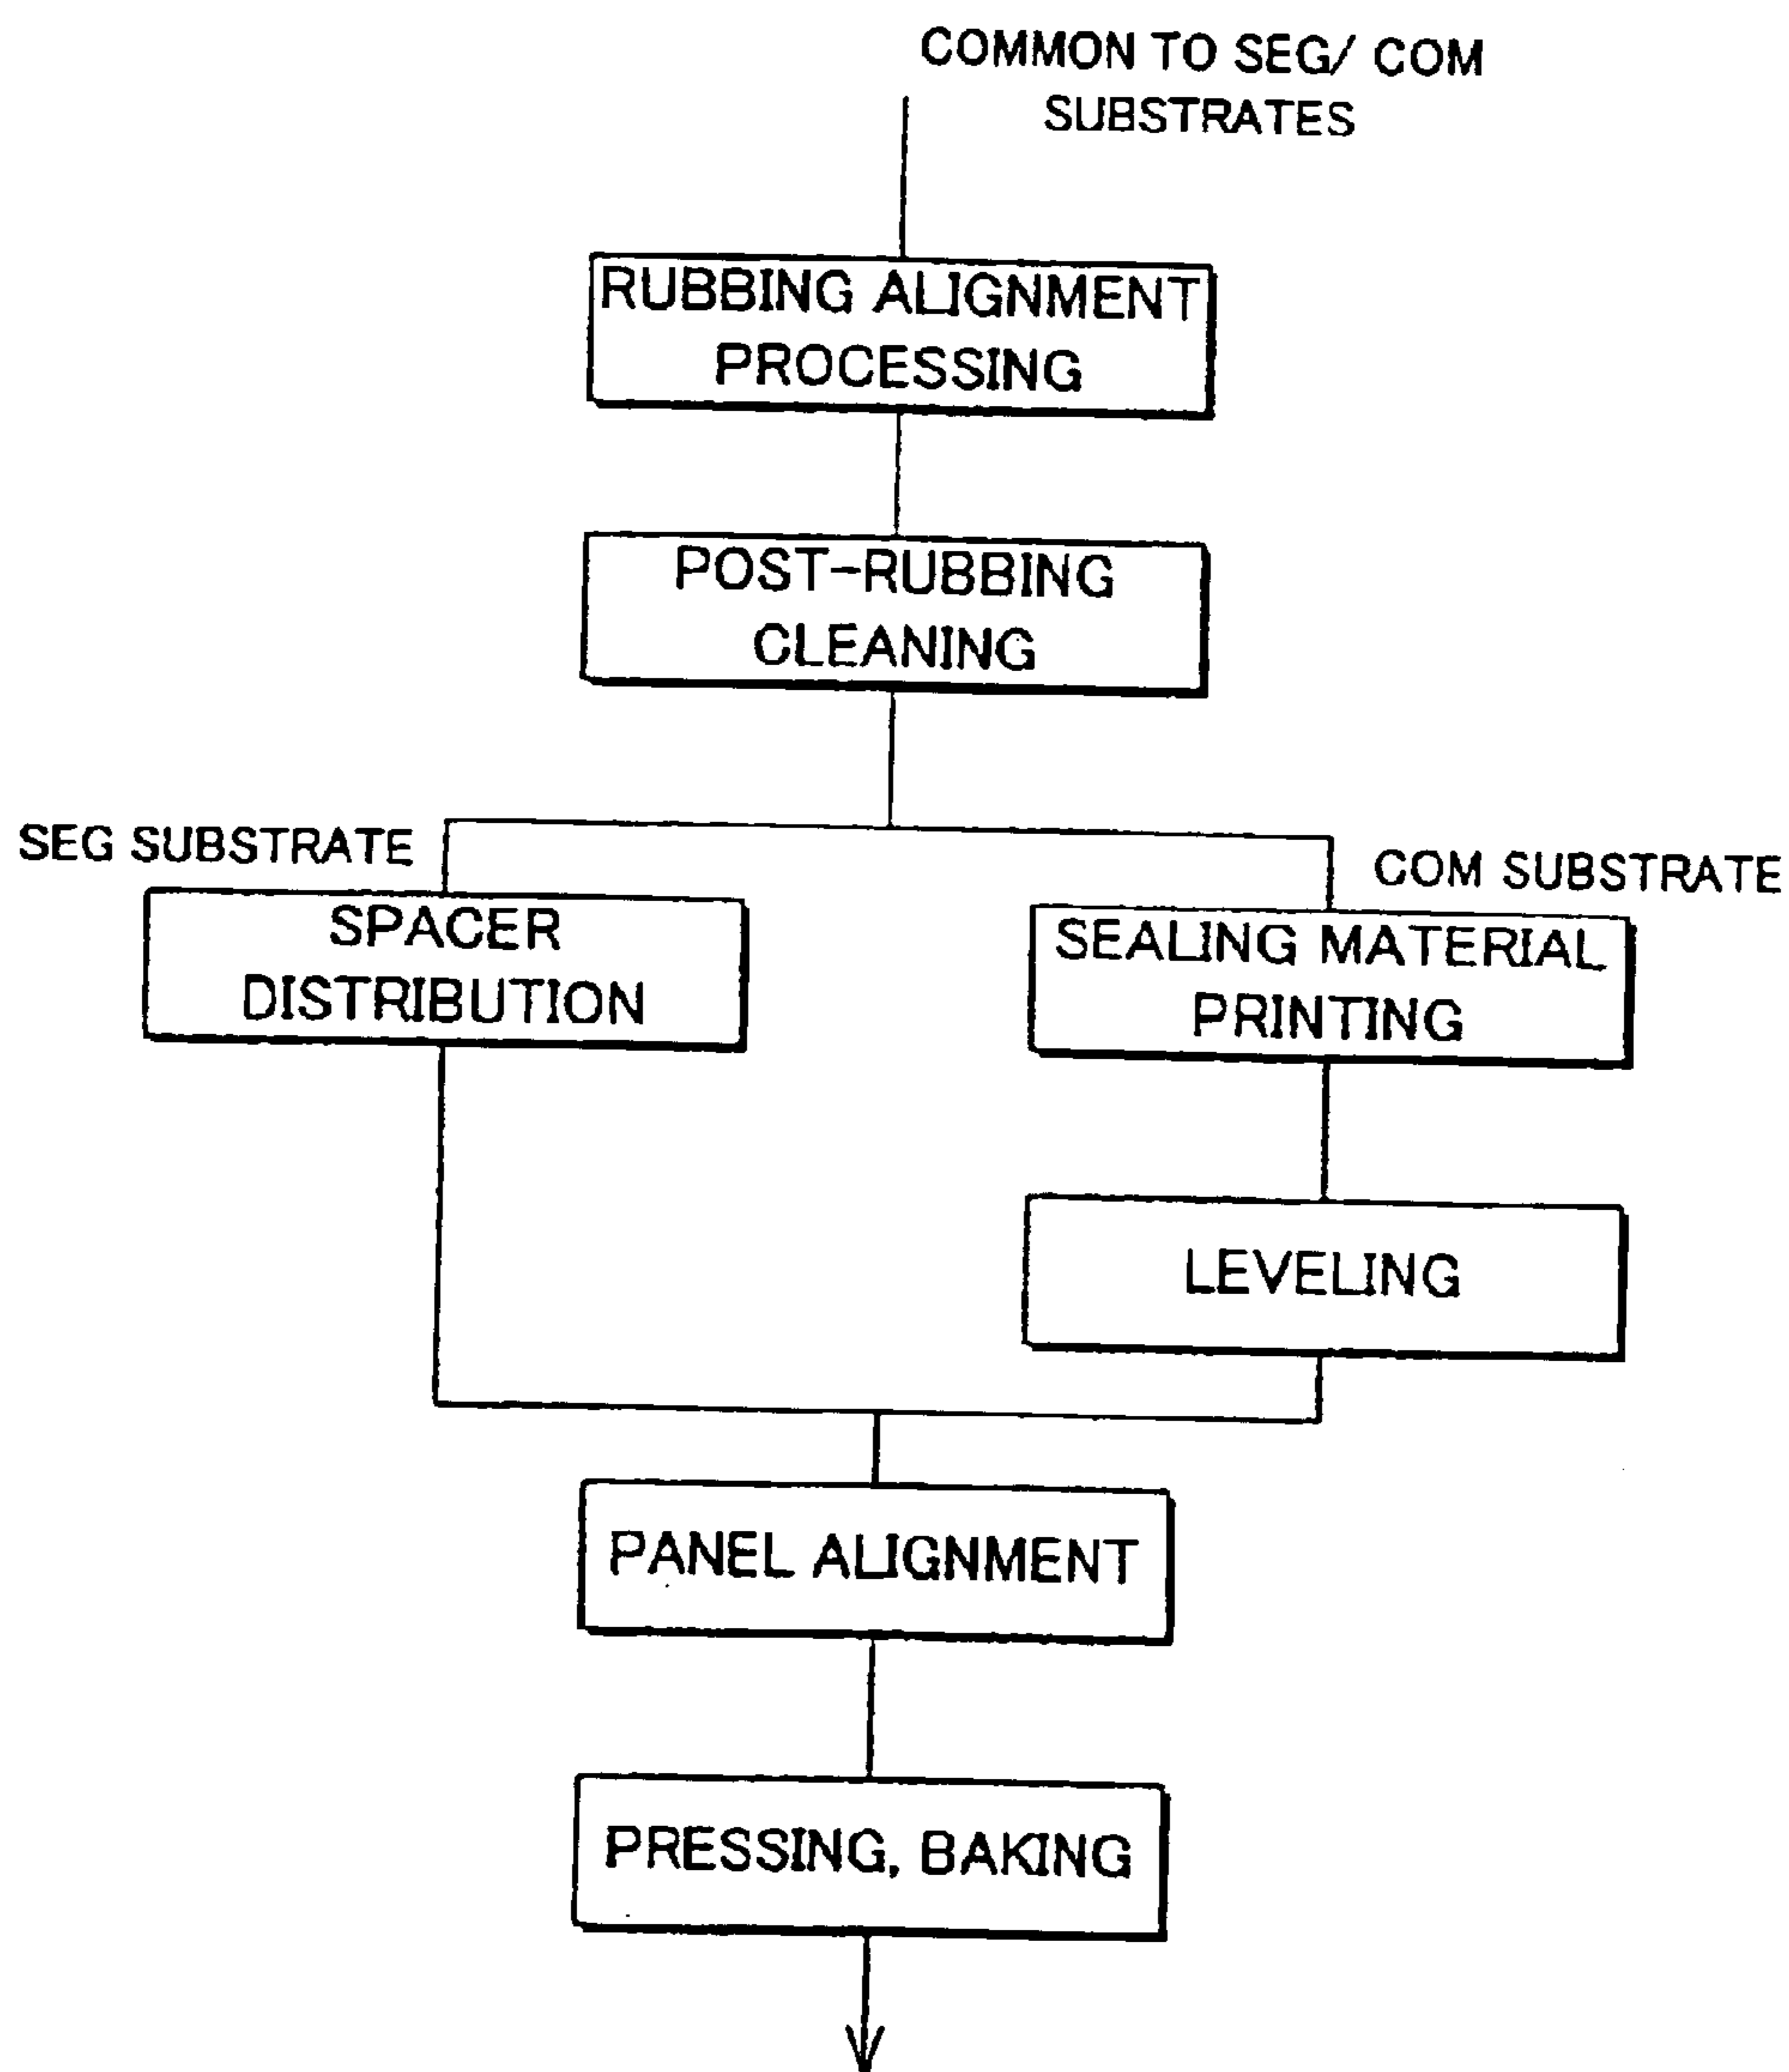 COMMON TO SEG/ COM
SUBSTRATES
RUBBING ALIGNMENT
PROCESSING
POST-RUBBING
CLEANING
SEG SUBSTRATE
COM SUBSTRATE
SPACER
DISTRIBUTION
SEALING MATERIAL
PRINTING
LEVELING
PANEL ALIGNMENT
PRESSING, BAKING